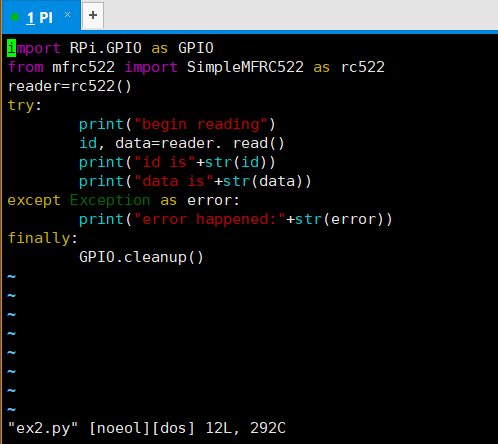 1 PI × +
import RPi.GPIO as GPIO
from mfrc522 import SimpleMFRC522 as rc522
reader=rc522()
try:
        print("begin reading")
        id, data=reader. read()
        print("id is"+str(id))
        print("data is"+str(data))
except Exception as error:
        print("error happened:"+str(error))
finally:
        GPIO.cleanup()
~
~
~
~
~
~
~
~
"ex2.py" [noeol][dos] 12L, 292C